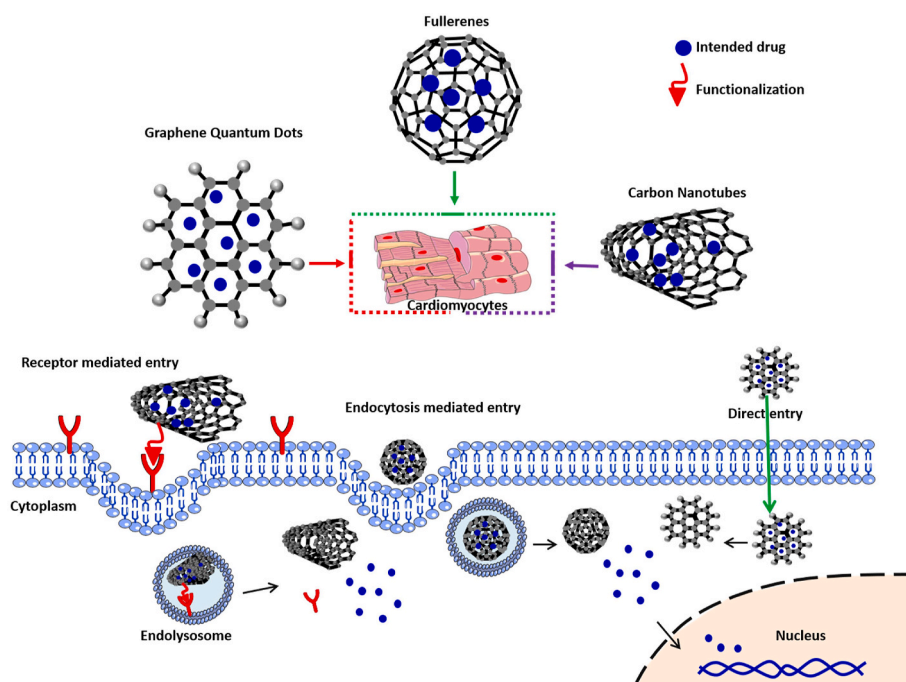 Fullerenes
Intended drug
Functionalization
Graphene Quantum Dots
Carbon Nanotubes
Cardiomyocytes
Receptor mediated entry
Endocytosis mediated entry
Direct entry
Cytoplasm
Endolysosome
Nucleus